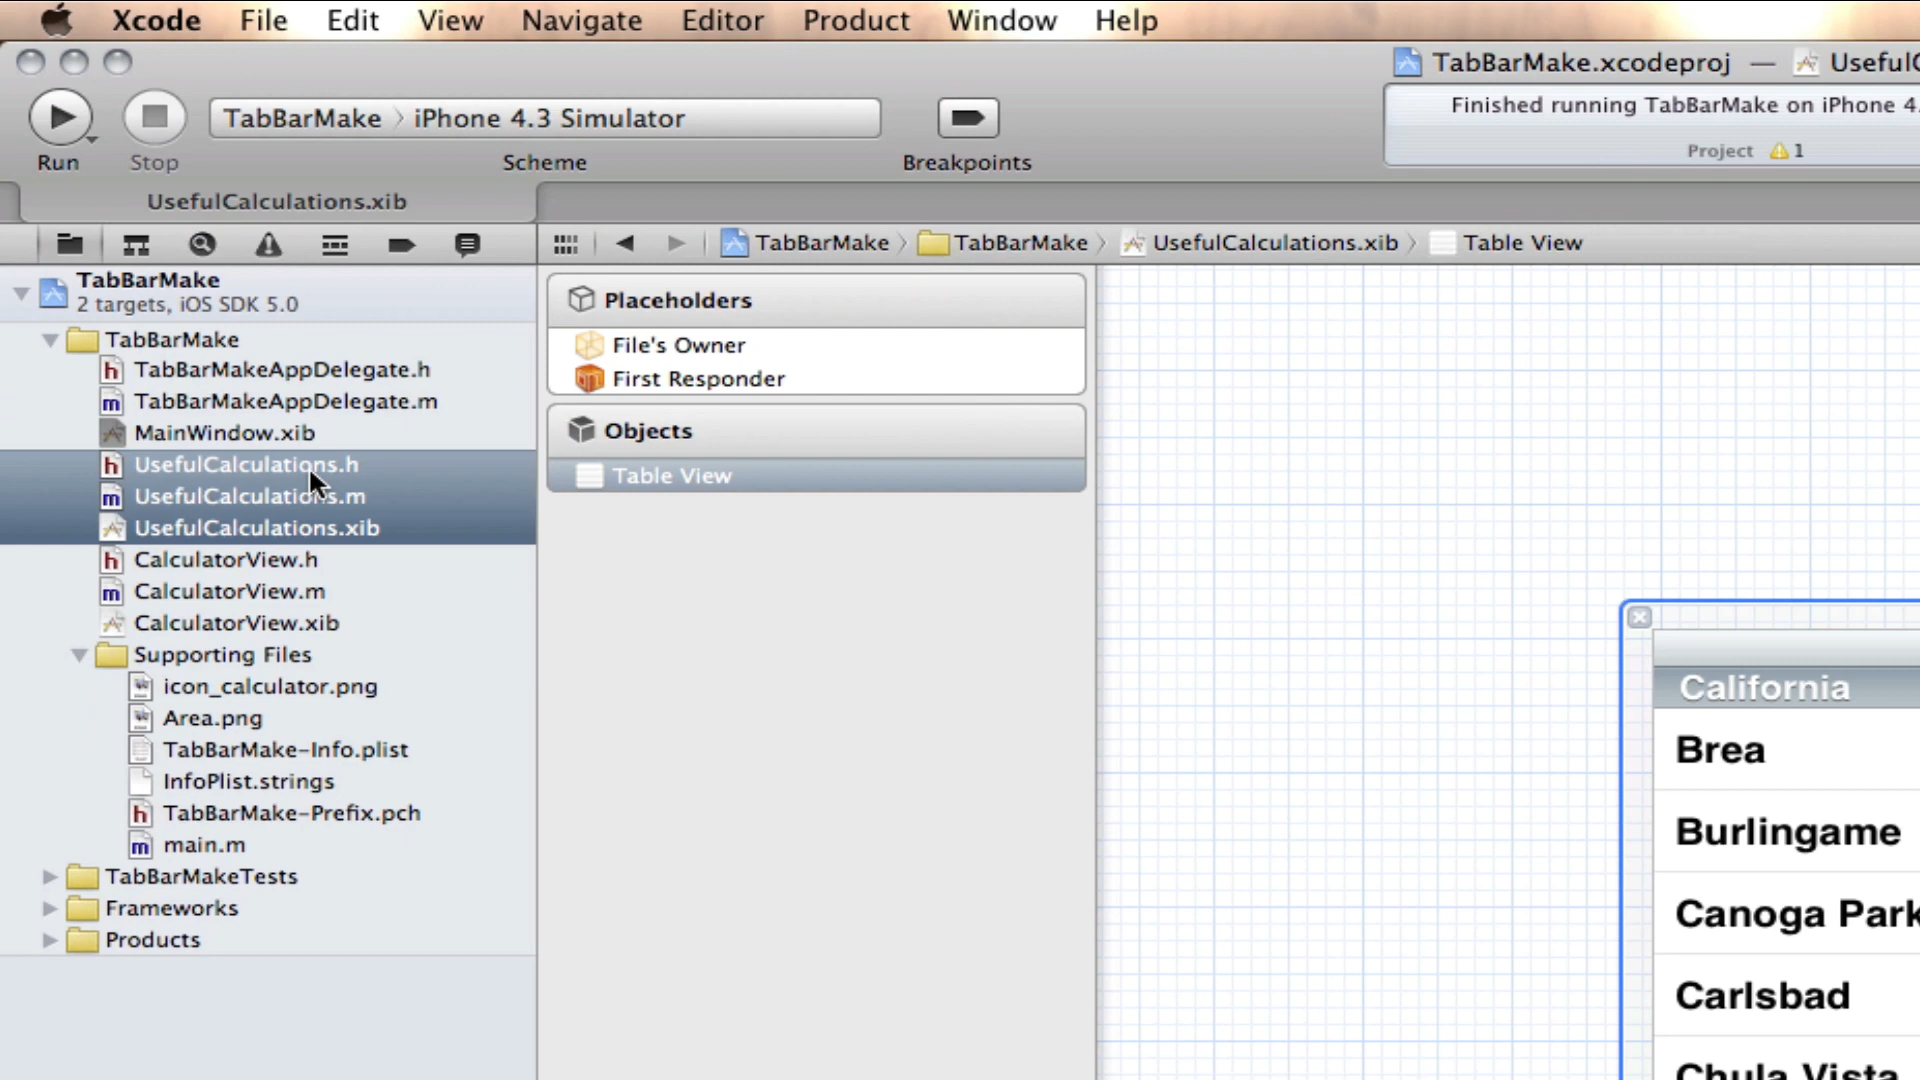 Xcode File Edit View Navigate Editor Product Window Help
TabBarMake.xcodeproj — UsefulC
TabBarMake › iPhone 4.3 Simulator
Finished running TabBarMake on iPhone 4.
Run Stop Scheme Breakpoints
Project 1
UsefulCalculations.xib
TabBarMake › TabBarMake › UsefulCalculations.xib › Table View
TabBarMake
2 targets, iOS SDK 5.0
TabBarMake
TabBarMakeAppDelegate.h
TabBarMakeAppDelegate.m
MainWindow.xib
UsefulCalculations.h
UsefulCalculations.m
UsefulCalculations.xib
CalculatorView.h
CalculatorView.m
CalculatorView.xib
Supporting Files
icon_calculator.png
Area.png
TabBarMake-Info.plist
InfoPlist.strings
TabBarMake-Prefix.pch
main.m
TabBarMakeTests
Frameworks
Products
Placeholders
File's Owner
First Responder
Objects
Table View
California
Brea
Burlingame
Canoga Park
Carlsbad
Chula Vista